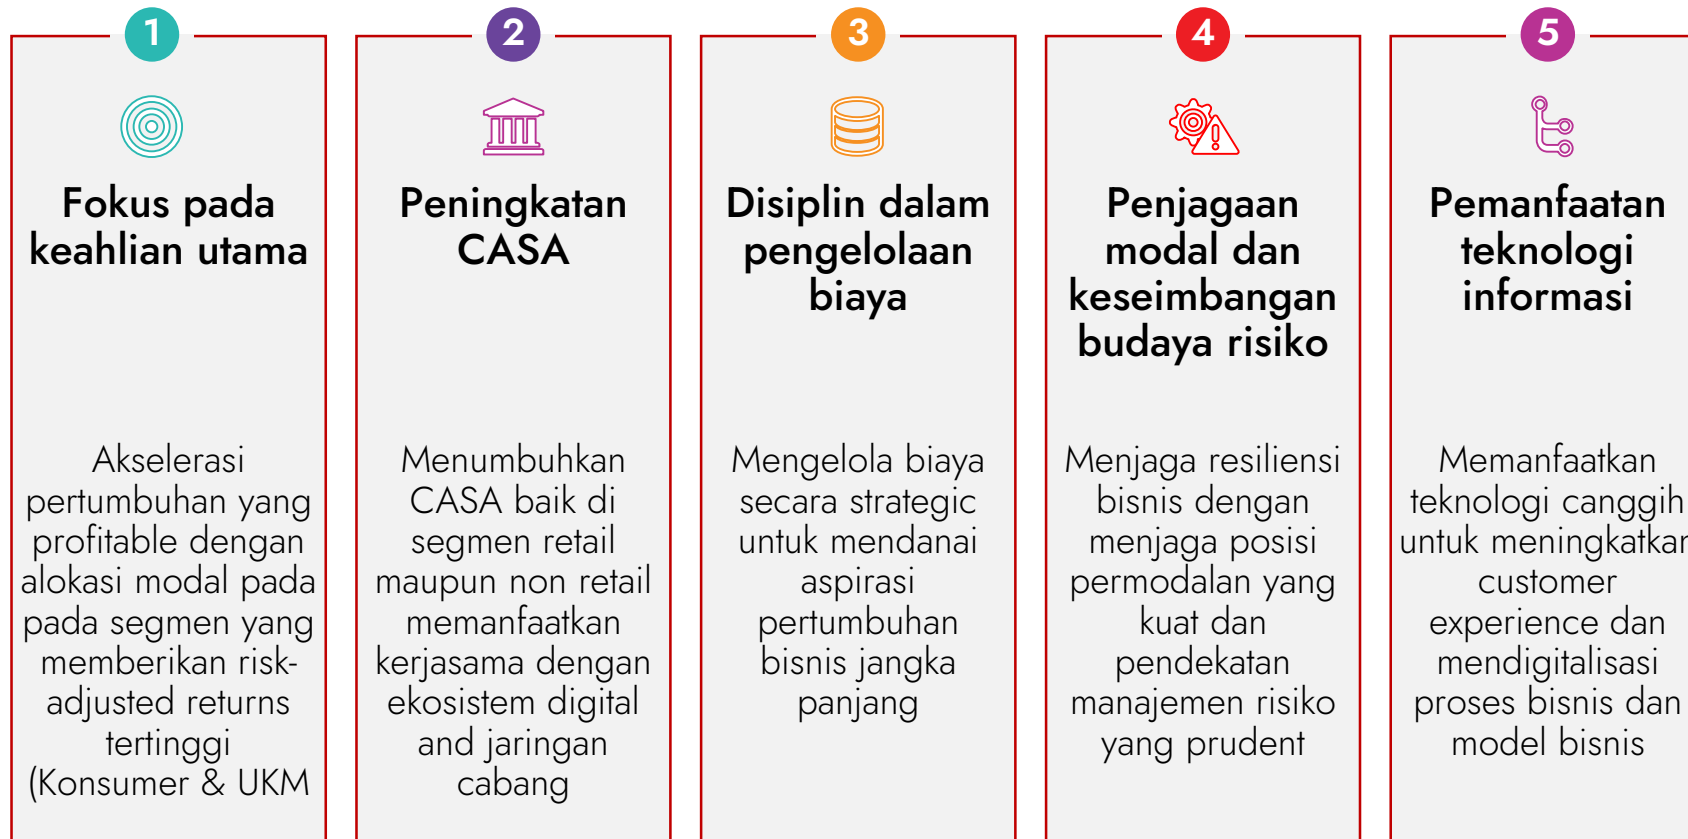 1
Fokus pada
keahlian utama
Akselerasi
pertumbuhan yang
profitable dengan
alokasi modal pada
pada segmen yang
memberikan risk-
adjusted returns
tertinggi
(Konsumer & UKM
2
Peningkatan
CASA
Menumbuhkan
CASA baik di
segmen retail
maupun non retail
memanfaatkan
kerjasama dengan
ekosistem digital
and jaringan
cabang
3
Disiplin dalam
pengelolaan
biaya
Mengelola biaya
secara strategic
untuk mendanai
aspirasi
pertumbuhan
bisnis jangka
panjang
4
Penjagaan
modal dan
keseimbangan
budaya risiko
Menjaga resiliensi
bisnis dengan
menjaga posisi
permodalan yang
kuat dan
pendekatan
manajemen risiko
yang prudent
5
Pemanfaatan
teknologi
informasi
Memanfaatkan
teknologi canggih
untuk meningkatkan
customer
experience dan
mendigitalisasi
proses bisnis dan
model bisnis